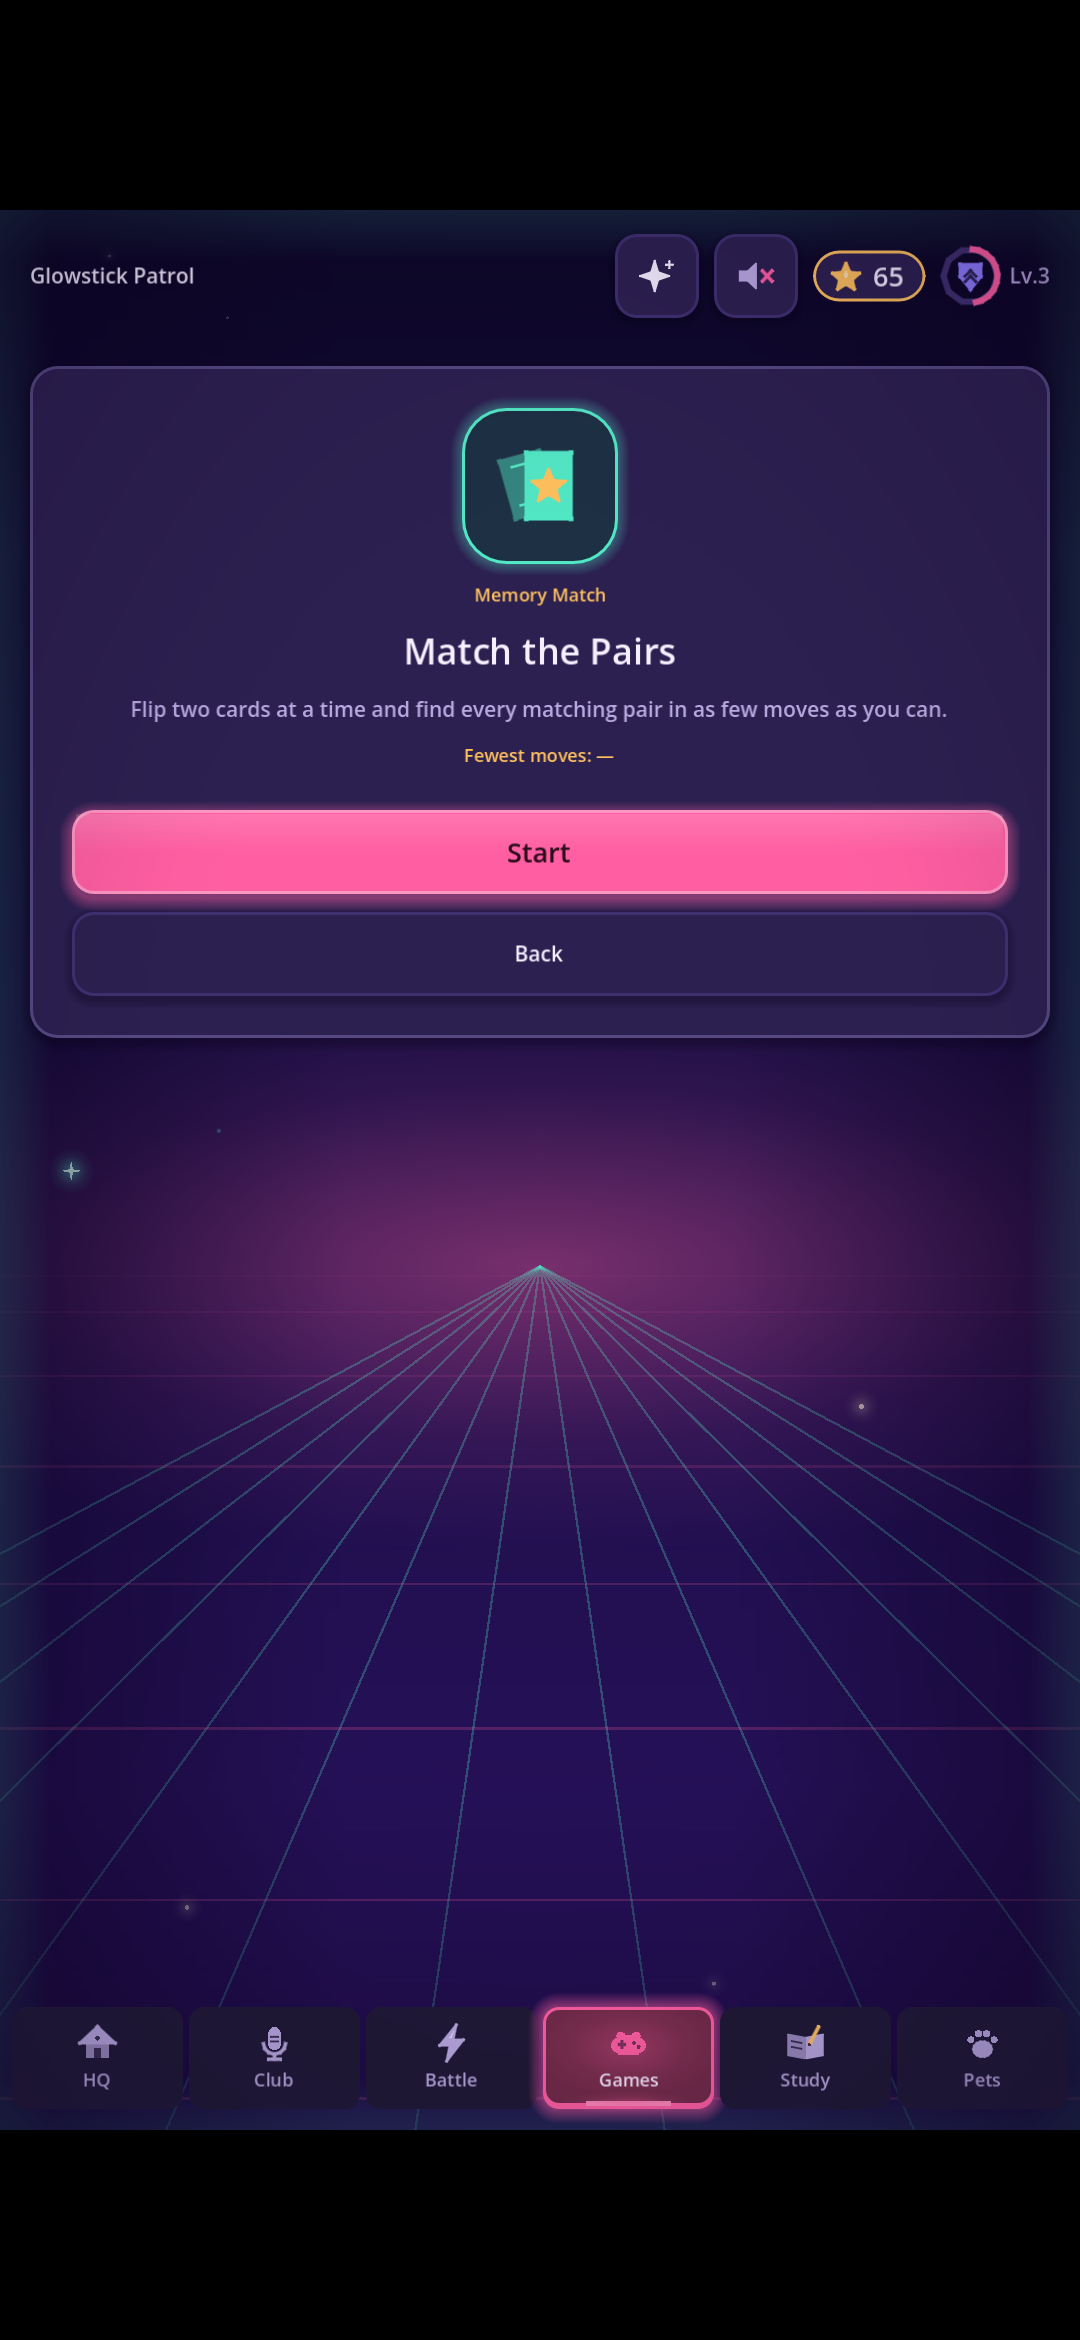 Glowstick Patrol
65
Lv.3
Memory Match
Match the Pairs
Flip two cards at a time and find every matching pair in as few moves as you can.
Fewest moves: —
Start
Back
HQ
Club
Battle
Games
Study
Pets